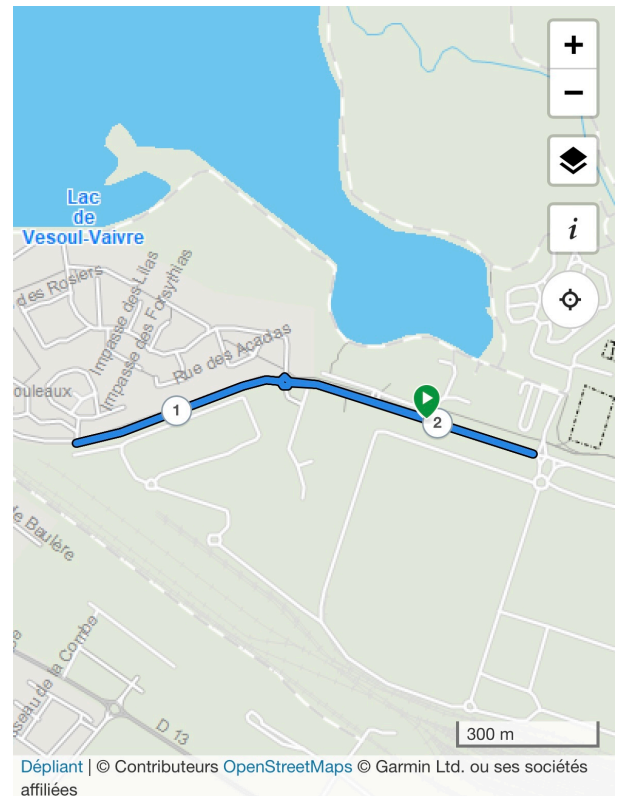 +
−
i
Lac
de
Vesoul-Vaivre
des Rosiers
Impasse des Lilas
Impasse des Forsythias
Rue des Acacias
ouleaux
1
2
de Baulère
sseau de la Combe
D 13
300 m
Dépliant | © Contributeurs OpenStreetMaps © Garmin Ltd. ou ses sociétés
affiliées